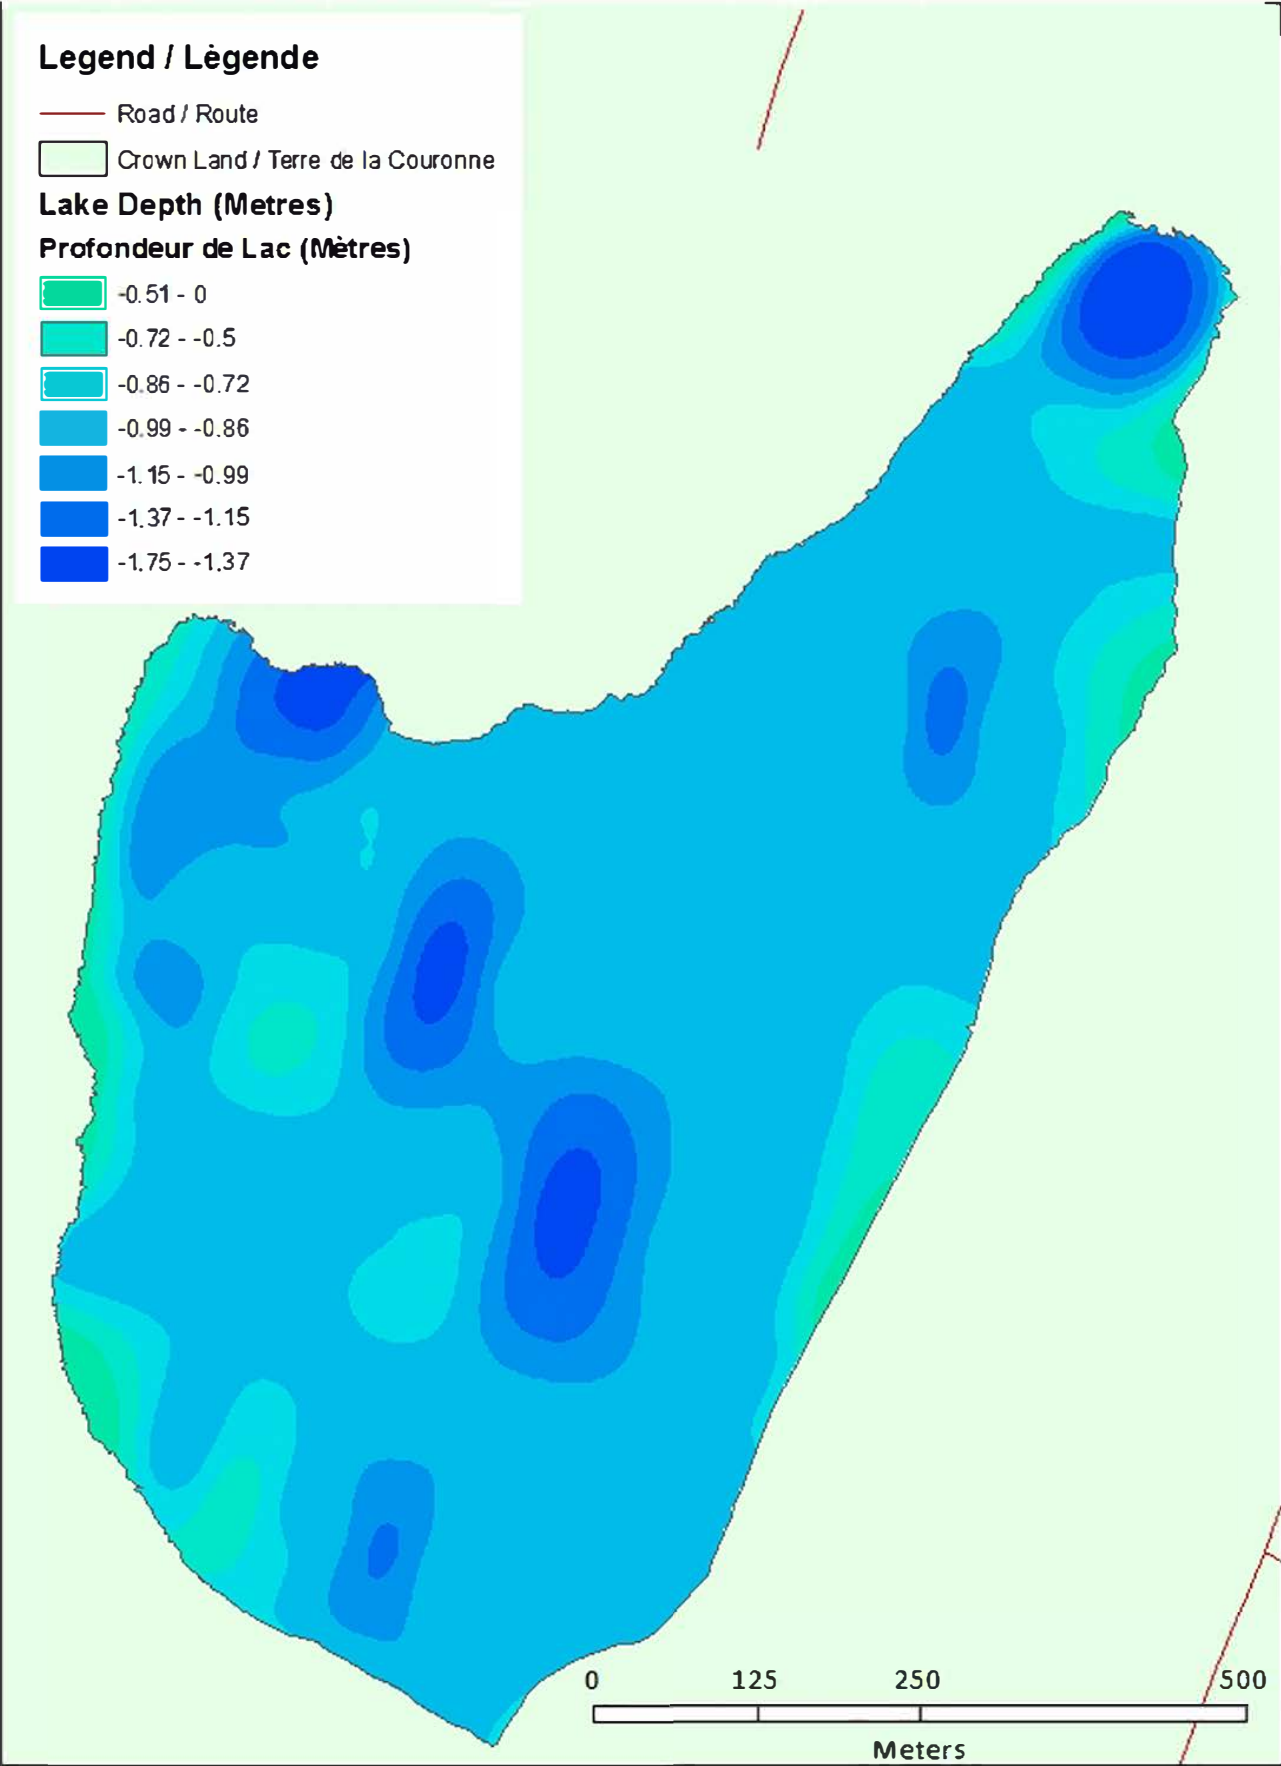 Legend / Légende
Road / Route
Crown Land / Terre de la Couronne
Lake Depth (Metres)
Profondeur de Lac (Mètres)
-0.51 - 0
-0.72 - -0.5
-0.86 - -0.72
-0.99 - -0.86
-1.15 - -0.99
-1.37 - -1.15
-1.75 - -1.37
0 125 250 500
Meters